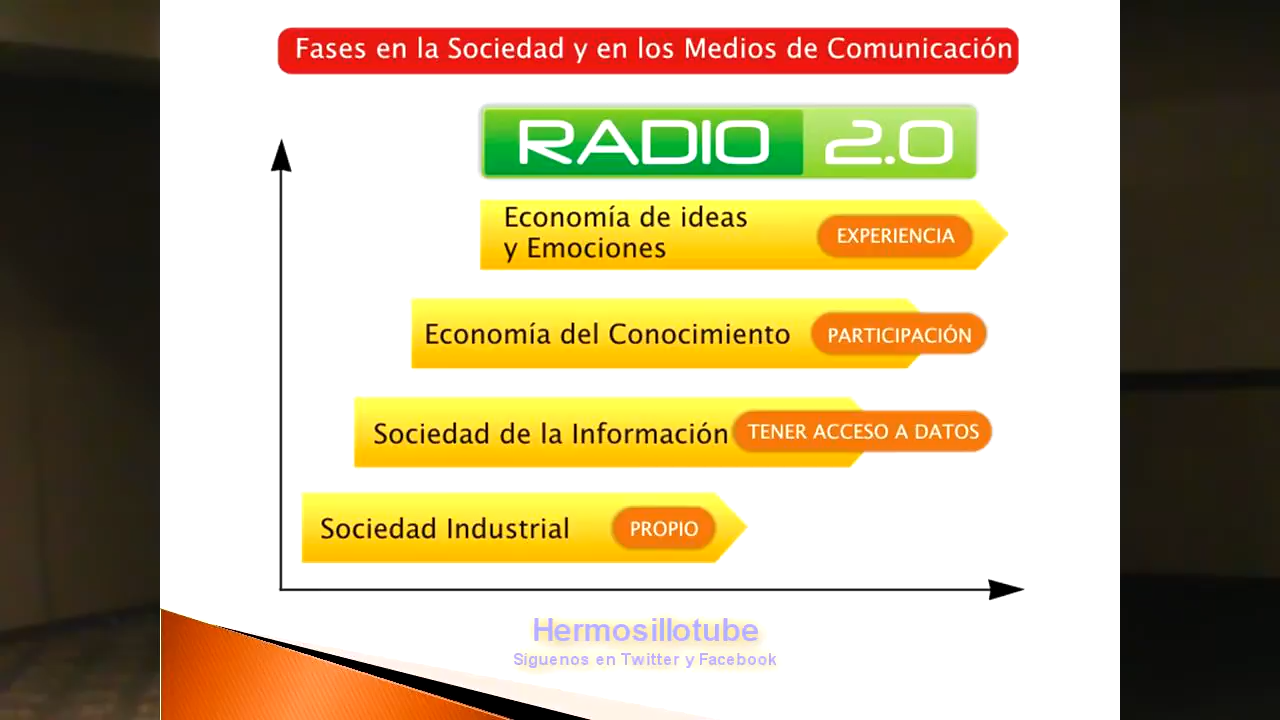 Fases en la Sociedad y en los Medios de Comunicación
RADIO 2.0
Economía de ideas
y Emociones
EXPERIENCIA
Economía del Conocimiento
PARTICIPACIÓN
Sociedad de la Información
TENER ACCESO A DATOS
Sociedad Industrial
PROPIO
Hermosillotube
Siguenos en Twitter y Facebook